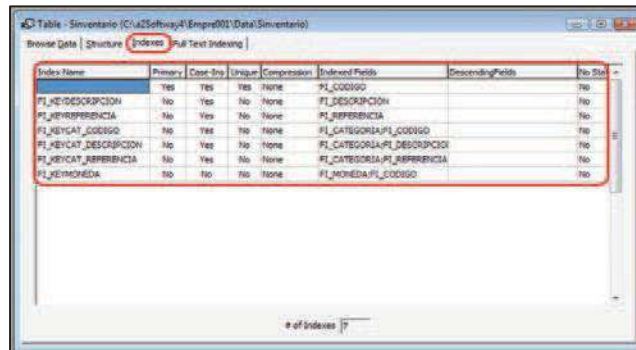 Table - Sinventario (C:\a2Softway4\Empre001\Data\Sinventario)
Browse Data Structure Indexes Full Text Indexing
Index Name Primary Case-Ins Unique Compression Indexed Fields DescendingFields No Sta
Yes Yes Yes None FI_CODIGO No
FI_KEYDESCRIPCION No Yes No None FI_DESCRIPCION No
FI_KEYREFERENCIA No Yes No None FI_REFERENCIA No
FI_KEYCAT_CODIGO No Yes No None FI_CATEGORIA;FI_CODIGO No
FI_KEYCAT_DESCRIPCION No Yes No None FI_CATEGORIA;FI_DESCRIPCIO No
FI_KEYCAT_REFERENCIA No Yes No None FI_CATEGORIA;FI_REFERENCIA No
FI_KEYMONEDA No No No None FI_MONEDA;FI_CODIGO No
# of Indexes 7